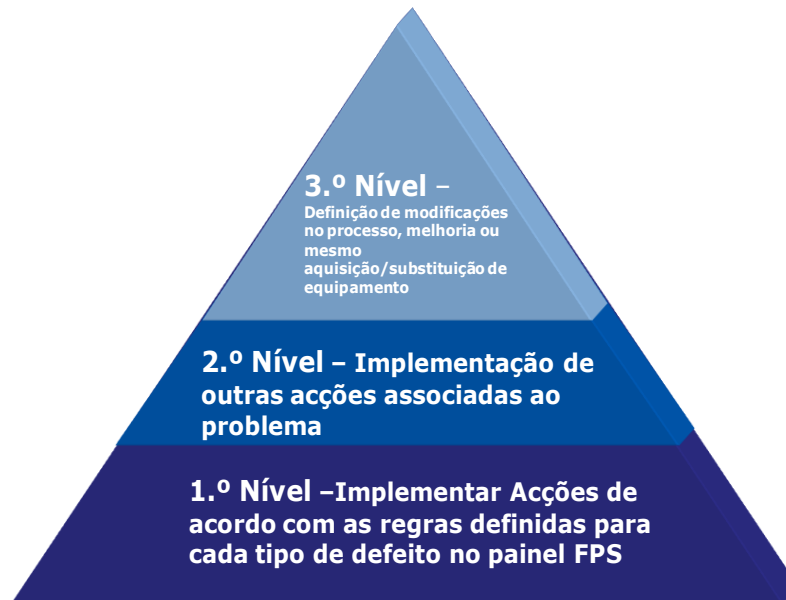 3.º Nível –
Definição de modificações
no processo, melhoria ou
mesmo
aquisição/substituição de
equipamento
2.º Nível – Implementação de
outras acções associadas ao
problema
1.º Nível –Implementar Acções de
acordo com as regras definidas para
cada tipo de defeito no painel FPS